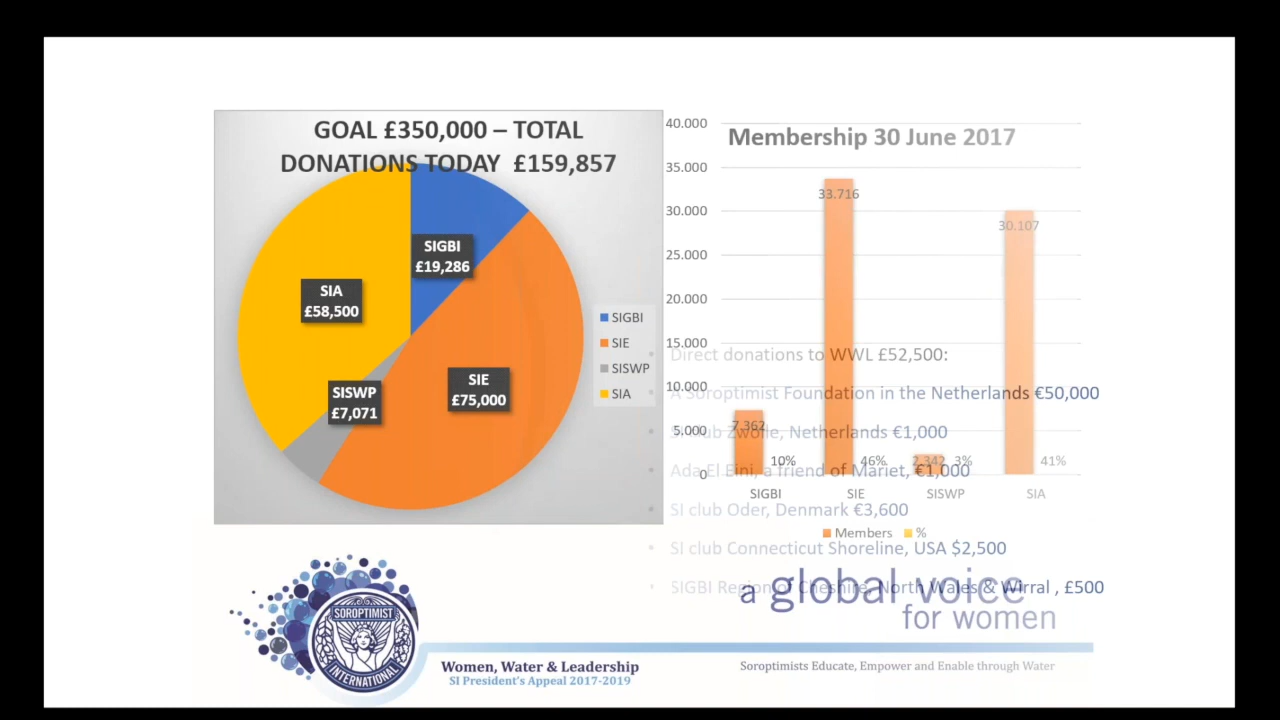 GOAL £350,000 – TOTAL
DONATIONS TODAY £159,857
SIGBI
£19,286
SIA
£58,500
SISWP
£7,071
SIE
£75,000
SIGBI
SIE
SISWP
SIA
Membership 30 June 2017
40.000
35.000
30.000
25.000
20.000
15.000
10.000
5.000
0
7.362
10%
33.716
46%
2.342
3%
30.107
41%
SIGBI
SIE
SISWP
SIA
Members
%
Direct donations to WWL £52,500:
A Soroptimist Foundation in the Netherlands €50,000
SI club Zwolle, Netherlands €1,000
Ada El Bini, a friend of Mariet, €1,000
SI club Oder, Denmark €3,600
SI club Connecticut Shoreline, USA $2,500
SIGBI Region of Cheshire, North Wales & Wirral , £500
a global voice
for women
SOROPTIMIST
INTERNATIONAL
Women, Water & Leadership
SI President's Appeal 2017-2019
Soroptimists Educate, Empower and Enable through Water